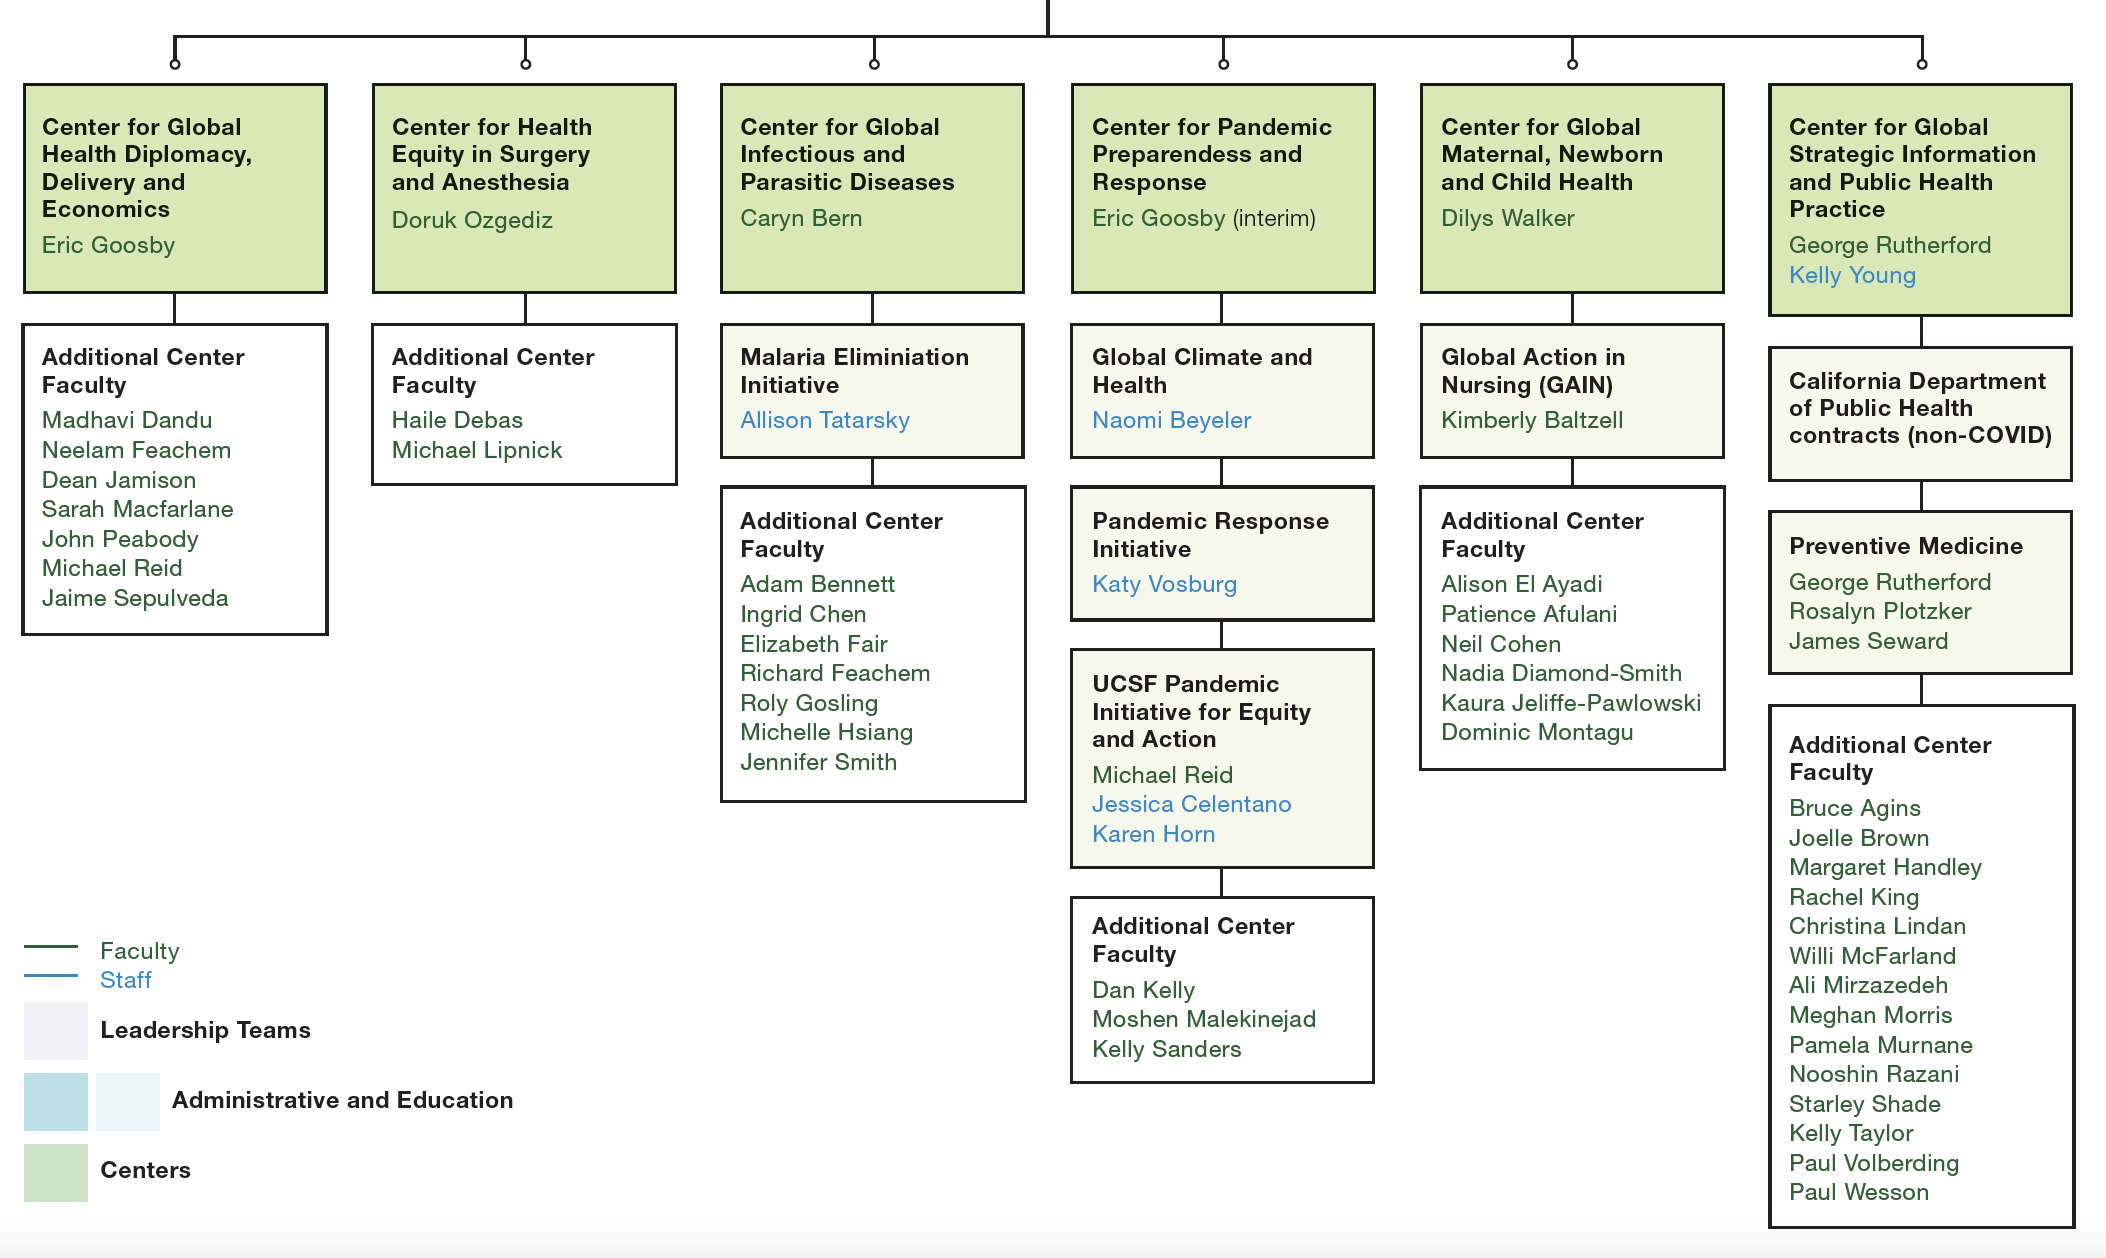 Center for Global
Health Diplomacy,
Delivery and
Economics
Eric Goosby
Additional Center
Faculty
Madhavi Dandu
Neelam Feachem
Dean Jamison
Sarah Macfarlane
John Peabody
Michael Reid
Jaime Sepulveda
Center for Health
Equity in Surgery
and Anesthesia
Doruk Ozgediz
Additional Center
Faculty
Haile Debas
Michael Lipnick
Center for Global
Infectious and
Parasitic Diseases
Caryn Bern
Malaria Eliminiation
Initiative
Allison Tatarsky
Additional Center
Faculty
Adam Bennett
Ingrid Chen
Elizabeth Fair
Richard Feachem
Roly Gosling
Michelle Hsiang
Jennifer Smith
Center for Pandemic
Preparendess and
Response
Eric Goosby (interim)
Global Climate and
Health
Naomi Beyeler
Pandemic Response
Initiative
Katy Vosburg
UCSF Pandemic
Initiative for Equity
and Action
Michael Reid
Jessica Celentano
Karen Horn
Additional Center
Faculty
Dan Kelly
Moshen Malekinejad
Kelly Sanders
Center for Global
Maternal, Newborn
and Child Health
Dilys Walker
Global Action in
Nursing (GAIN)
Kimberly Baltzell
Additional Center
Faculty
Alison El Ayadi
Patience Afulani
Neil Cohen
Nadia Diamond-Smith
Kaura Jeliffe-Pawlowski
Dominic Montagu
Center for Global
Strategic Information
and Public Health
Practice
George Rutherford
Kelly Young
California Department
of Public Health
contracts (non-COVID)
Preventive Medicine
George Rutherford
Rosalyn Plotzker
James Seward
Additional Center
Faculty
Bruce Agins
Joelle Brown
Margaret Handley
Rachel King
Christina Lindan
Willi McFarland
Ali Mirzazedeh
Meghan Morris
Pamela Murnane
Nooshin Razani
Starley Shade
Kelly Taylor
Paul Volberding
Paul Wesson
Faculty
Staff
Leadership Teams
Administrative and Education
Centers